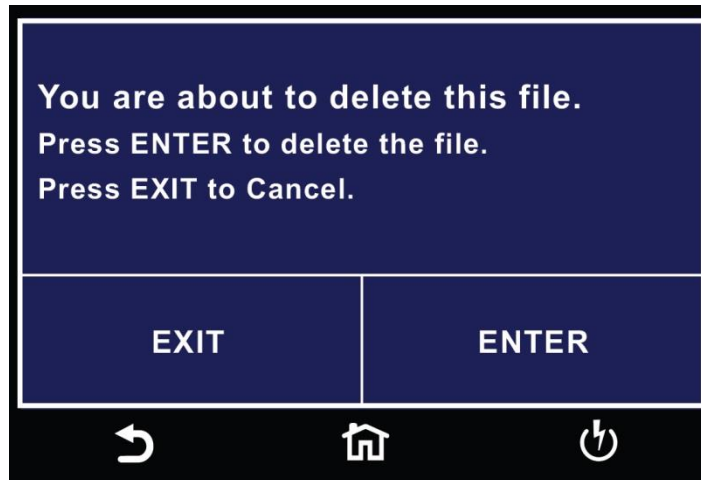 You are about to delete this file.
Press ENTER to delete the file.
Press EXIT to Cancel.
EXIT
ENTER